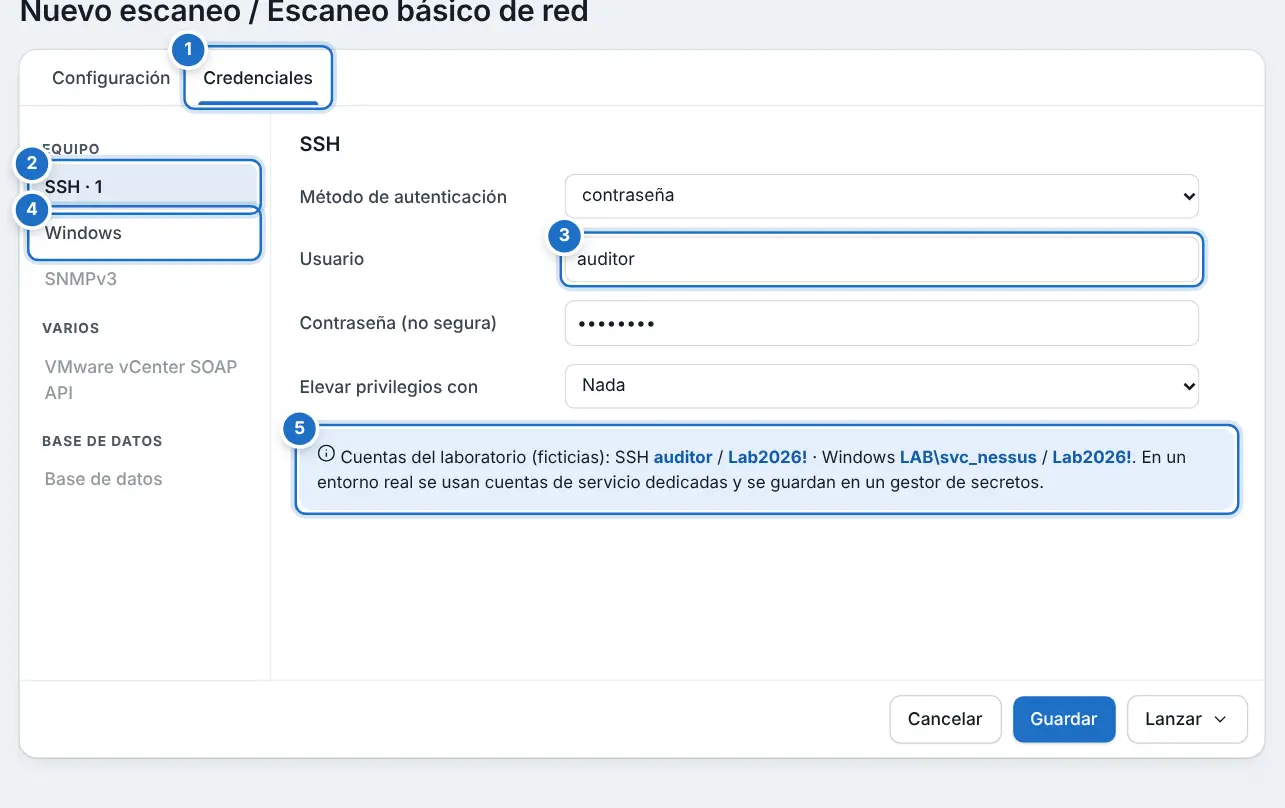 Nuevo escaneo / Escaneo básico de red
1
Configuración
Credenciales
EQUIPO
2
SSH · 1
4
Windows
SNMPv3
VARIOS
VMware vCenter SOAP
API
BASE DE DATOS
Base de datos
SSH
Método de autenticación
contraseña
3
Usuario
auditor
Contraseña (no segura)
••••••••
Elevar privilegios con
Nada
5
Cuentas del laboratorio (ficticias): SSH auditor / Lab2026! · Windows LAB\svc_nessus / Lab2026!. En un
entorno real se usan cuentas de servicio dedicadas y se guardan en un gestor de secretos.
Cancelar
Guardar
Lanzar